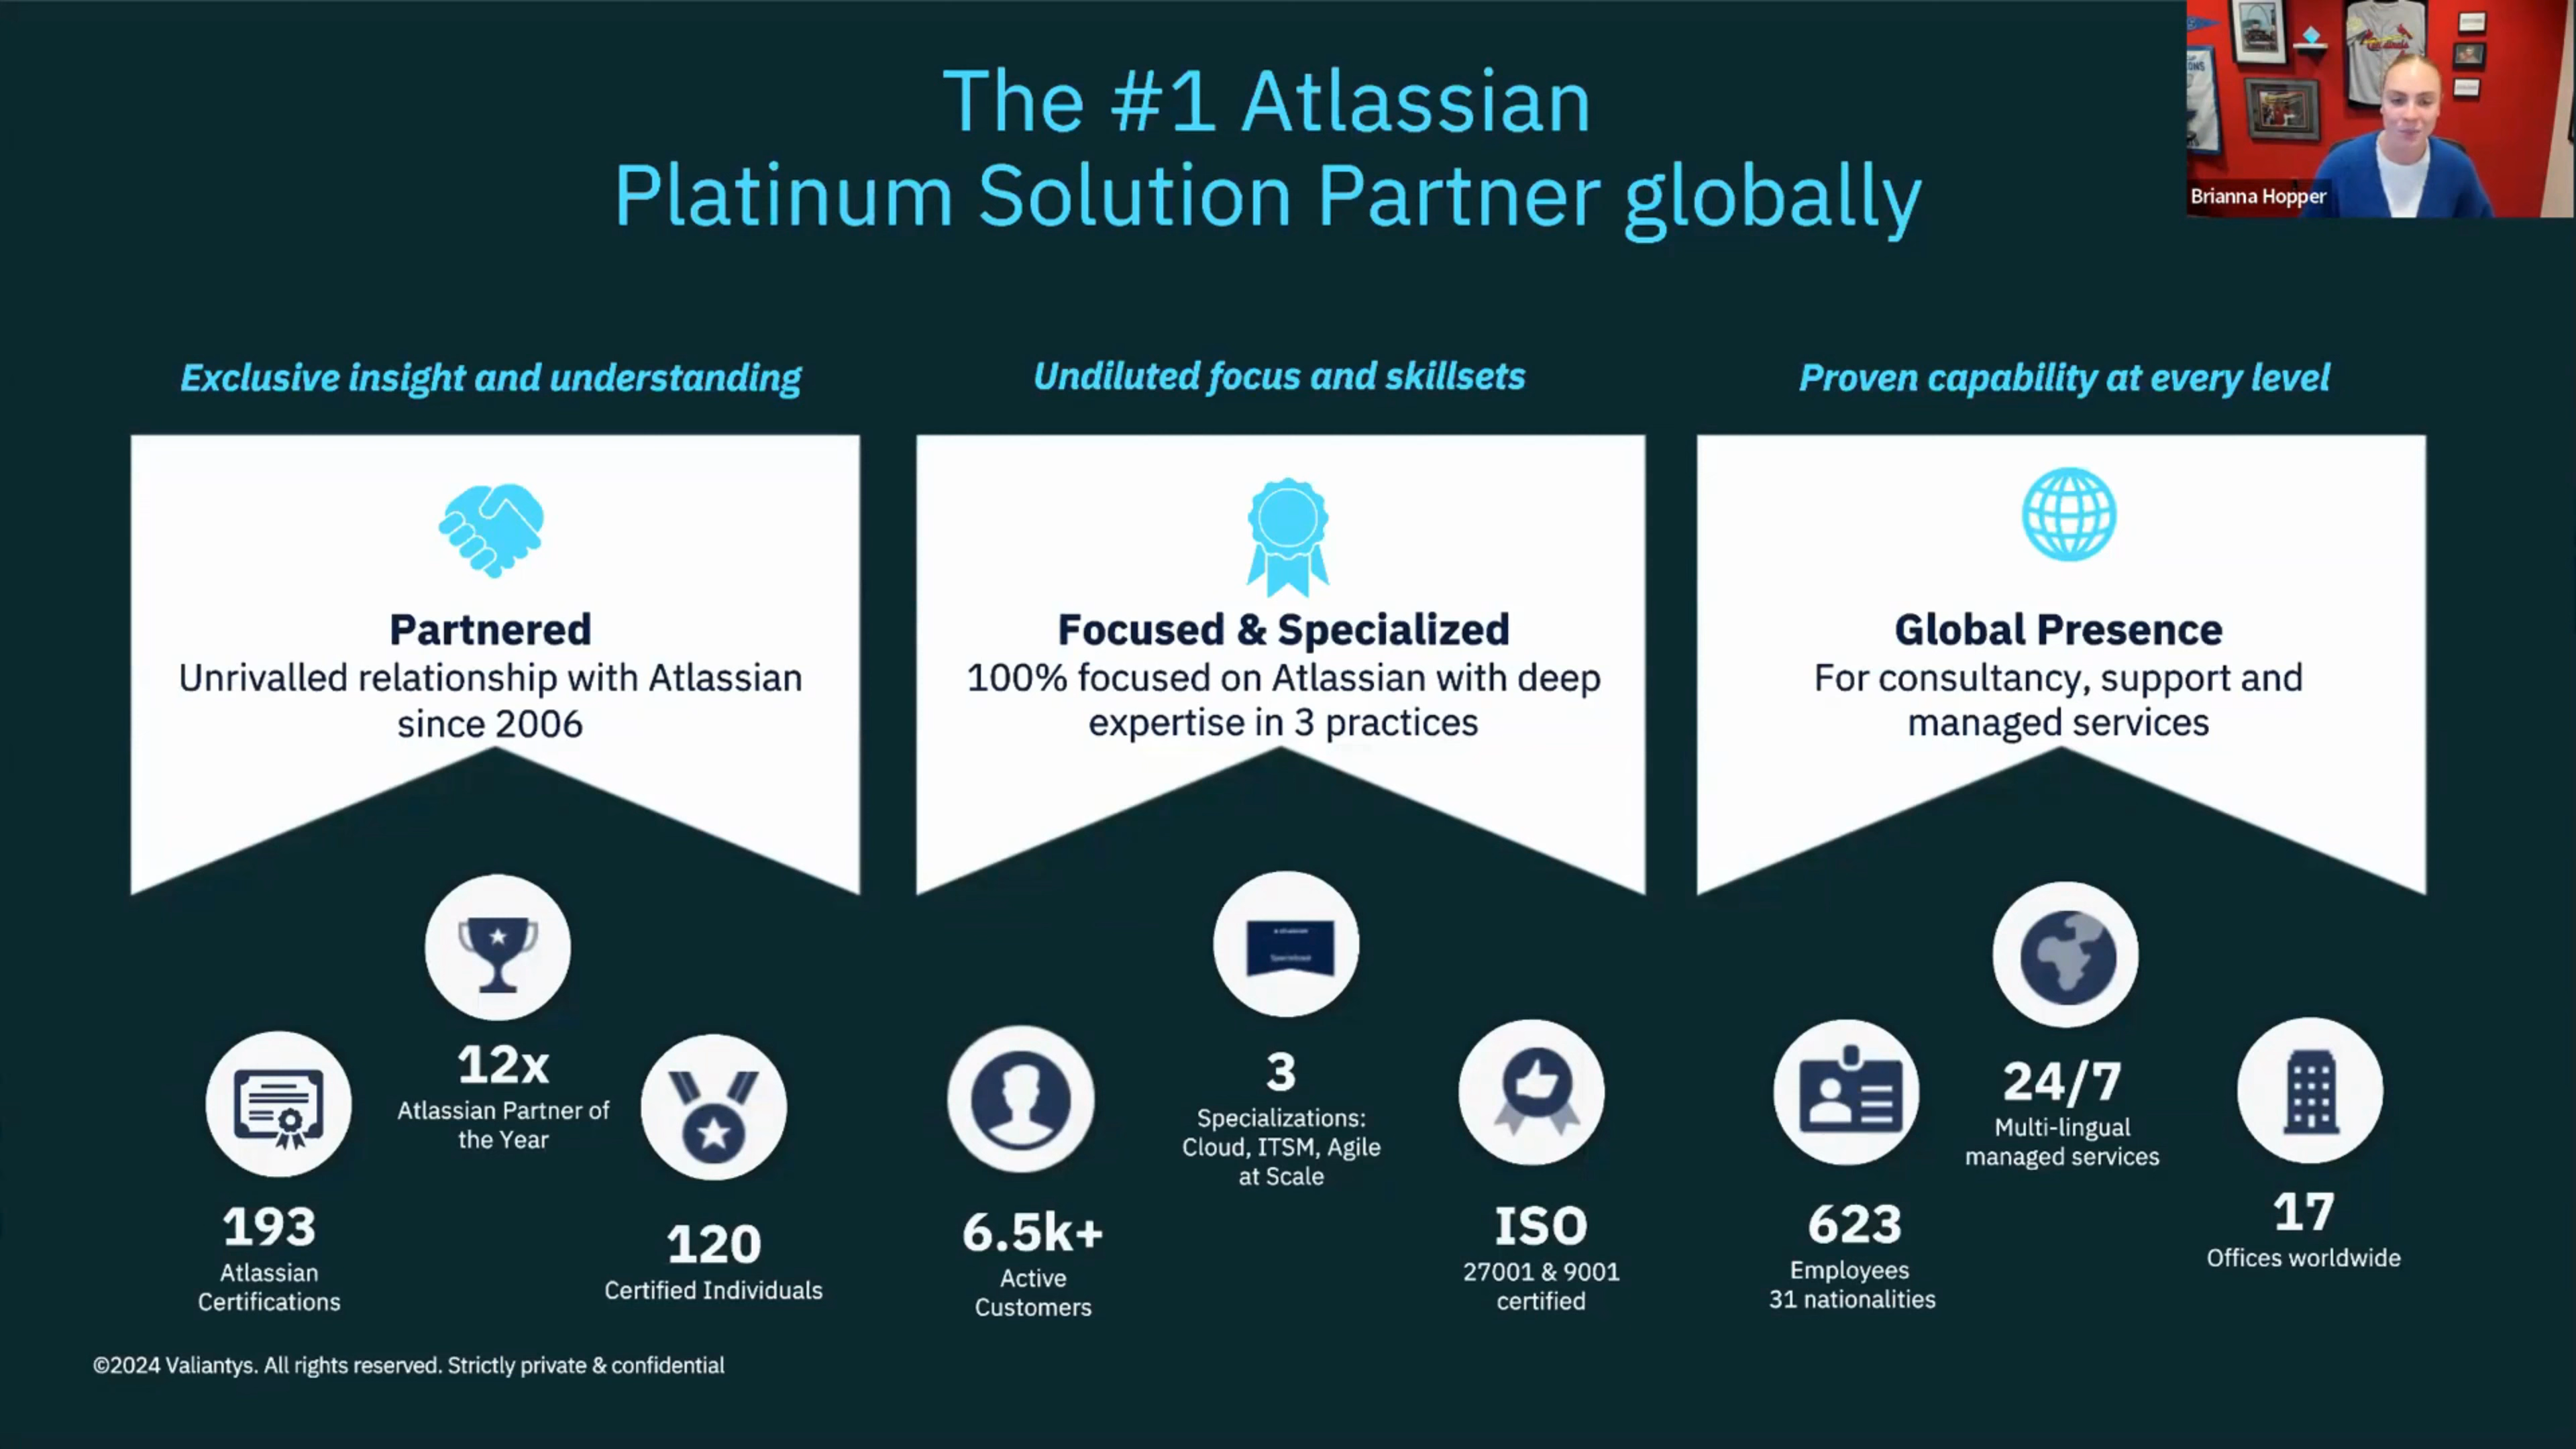 The #1 Atlassian
Platinum Solution Partner globally
Brianna Hopper
Exclusive insight and understanding
Undiluted focus and skillsets
Proven capability at every level
Partnered
Unrivalled relationship with Atlassian
since 2006
Focused & Specialized
100% focused on Atlassian with deep
expertise in 3 practices
Global Presence
For consultancy, support and
managed services
12x
Atlassian Partner of
the Year
193
Atlassian
Certifications
120
Certified Individuals
3
Specializations:
Cloud, ITSM, Agile
at Scale
6.5k+
Active
Customers
ISO
27001 & 9001
certified
24/7
Multi-lingual
managed services
623
Employees
31 nationalities
17
Offices worldwide
©2024 Valiantys. All rights reserved. Strictly private & confidential